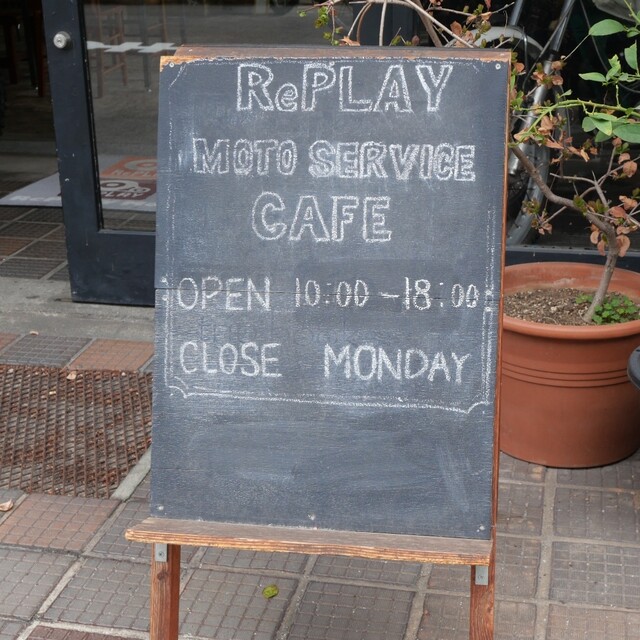 RePLAY
MOTO SERVICE
CAFE
OPEN 10:00 - 18:00
CLOSE MONDAY